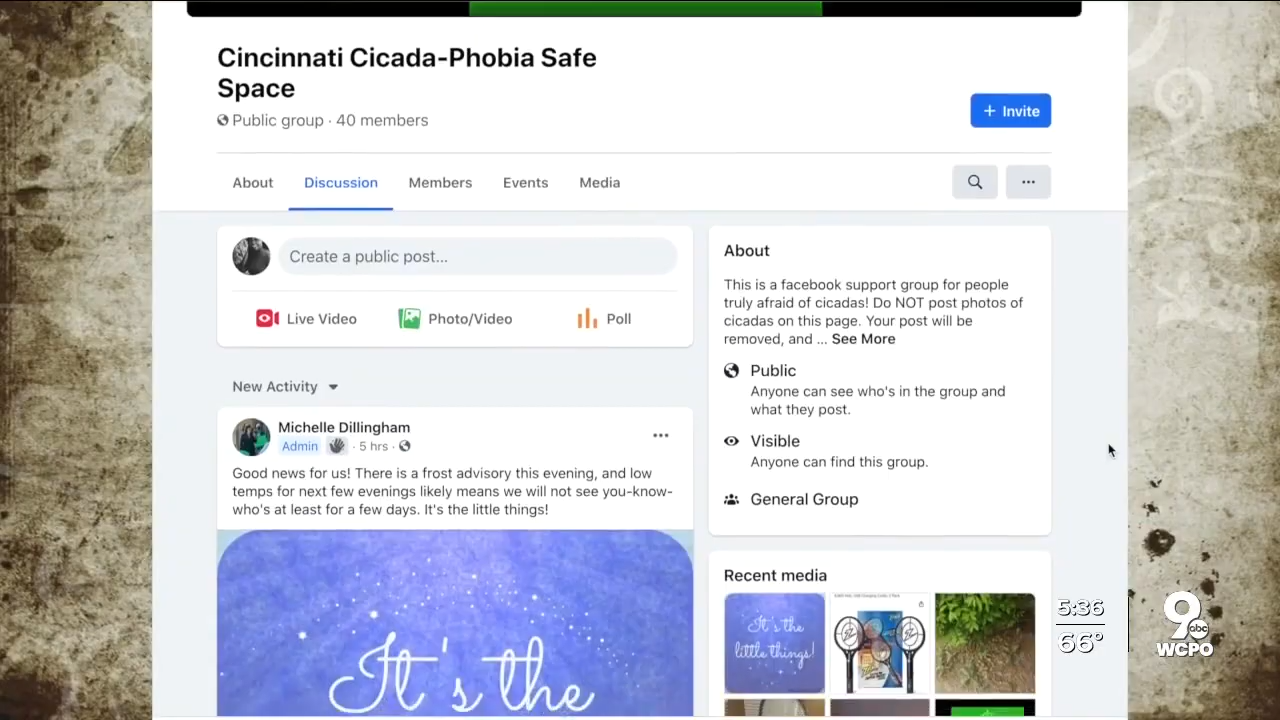 Cincinnati Cicada-Phobia Safe
Space
Public group · 40 members
+ Invite
About
Discussion
Members
Events
Media
Create a public post...
Live Video
Photo/Video
Poll
New Activity
Michelle Dillingham
Admin · 5 hrs ·
Good news for us! There is a frost advisory this evening, and low
temps for next few evenings likely means we will not see you-know-
who's at least for a few days. It's the little things!
It's the
About
This is a facebook support group for people
truly afraid of cicadas! Do NOT post photos of
cicadas on this page. Your post will be
removed, and ... See More
Public
Anyone can see who's in the group and
what they post.
Visible
Anyone can find this group.
General Group
Recent media
It's the
little things!
5:36
66°
9
abc
WCPO